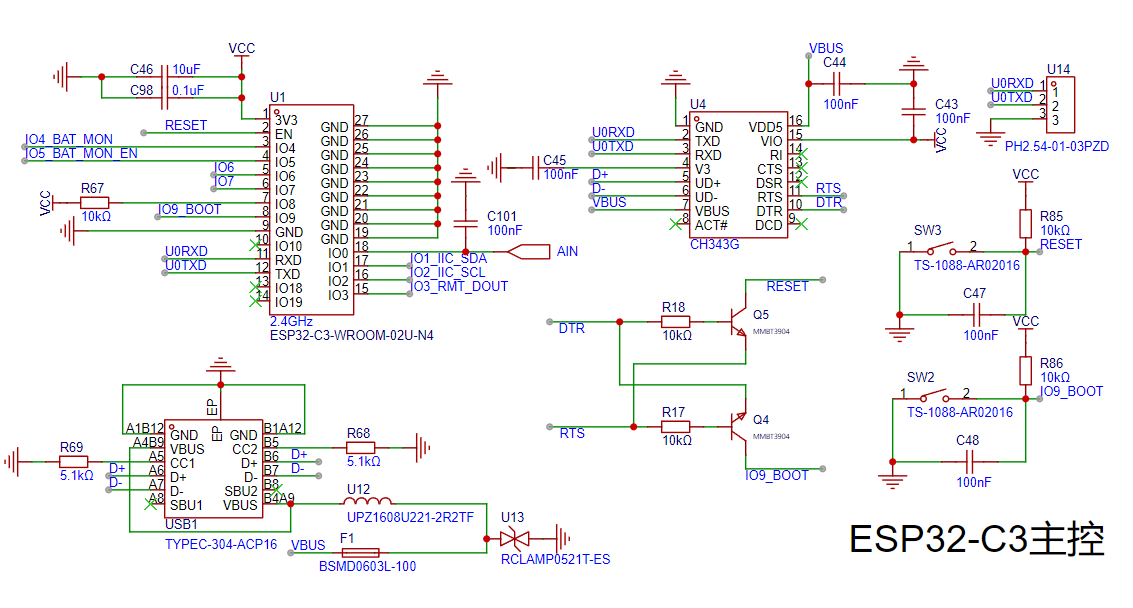 VCC
C46 10uF
C98 0.1uF
U1
RESET
IO4_BAT_MON
IO5_BAT_MON_EN
IO6
IO7
VCC
R67
10kΩ
IO9_BOOT
U0RXD
U0TXD
1 3V3
2 EN
3 IO4
4 IO5
5 IO6
6 IO7
7 IO8
8 IO9
9 GND
10 IO10
11 RXD
12 TXD
13 IO18
14 IO19
GND 27
GND 26
GND 25
GND 24
GND 23
GND 22
GND 21
GND 20
GND 19
IO0 18
IO1 17
IO2 16
IO3 15
2.4GHz
ESP32-C3-WROOM-02U-N4
C101
100nF
AIN
IO1_IIC_SDA
IO2_IIC_SCL
IO3_RMT_DOUT
VBUS
C44
100nF
C43
100nF
VCC
U4
U0RXD
U0TXD
C45
100nF
D+
D-
VBUS
1 GND
2 TXD
3 RXD
4 V3
5 UD+
6 UD-
7 VBUS
8 ACT#
VDD5 16
VIO 15
RI 14
CTS 13
DSR 12
RTS 11
DTR 10
DCD 9
RTS
DTR
CH343G
U14
U0RXD 1 1
U0TXD 2 2
3 3
PH2.54-01-03PZD
VCC
R85
10kΩ
RESET
SW3
1 2
TS-1088-AR02016
C47
100nF
VCC
R86
10kΩ
IO9_BOOT
SW2
1 2
TS-1088-AR02016
C48
100nF
DTR
R18
10kΩ
RESET
Q5
MMBT3904
RTS
R17
10kΩ
Q4
MMBT3904
IO9_BOOT
EP
EP
A1B12 GND
A4B9 VBUS
A5 CC1
A6 D+
A7 D-
A8 SBU1
GND B1A12
CC2 B5
D+ B6
D- B7
SBU2 B8
VBUS B4A9
R69
5.1kΩ
D+
D-
R68
5.1kΩ
D+
D-
USB1
TYPEC-304-ACP16
U12
UPZ1608U221-2R2TF
VBUS
F1
BSMD0603L-100
U13
RCLAMP0521T-ES
ESP32-C3主控